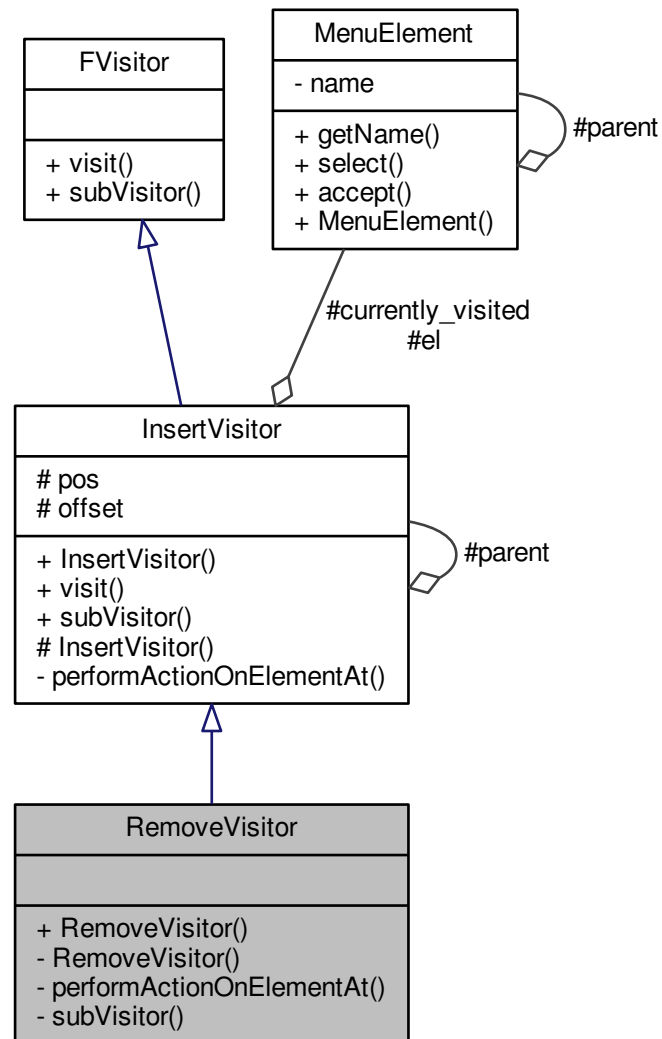 FVisitor
+ visit()
+ subVisitor()
MenuElement
- name
+ getName()
+ select()
+ accept()
+ MenuElement()
#parent
#currently_visited
#el
InsertVisitor
# pos
# offset
+ InsertVisitor()
+ visit()
+ subVisitor()
# InsertVisitor()
- performActionOnElementAt()
#parent
RemoveVisitor
+ RemoveVisitor()
- RemoveVisitor()
- performActionOnElementAt()
- subVisitor()